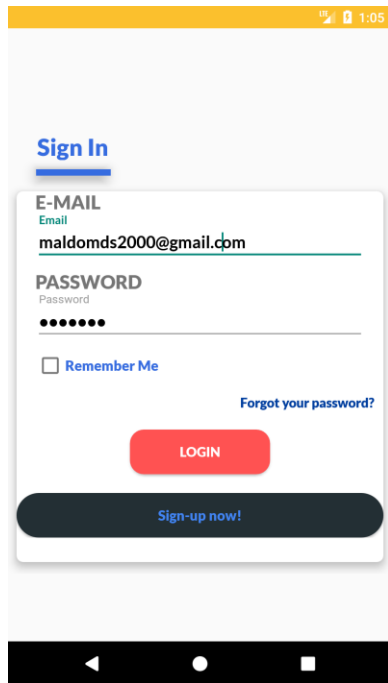 1:05
Sign In
E-MAIL
Email
maldomds2000@gmail.com
PASSWORD
Password
•••••••
Remember Me
Forgot your password?
LOGIN
Sign-up now!